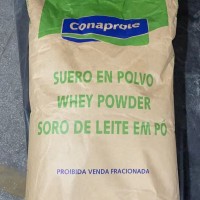 Conaprole
SUERO EN POLVO
WHEY POWDER
SORO DE LEITE EM PÓ
PROIBIDA VENDA FRACIONADA